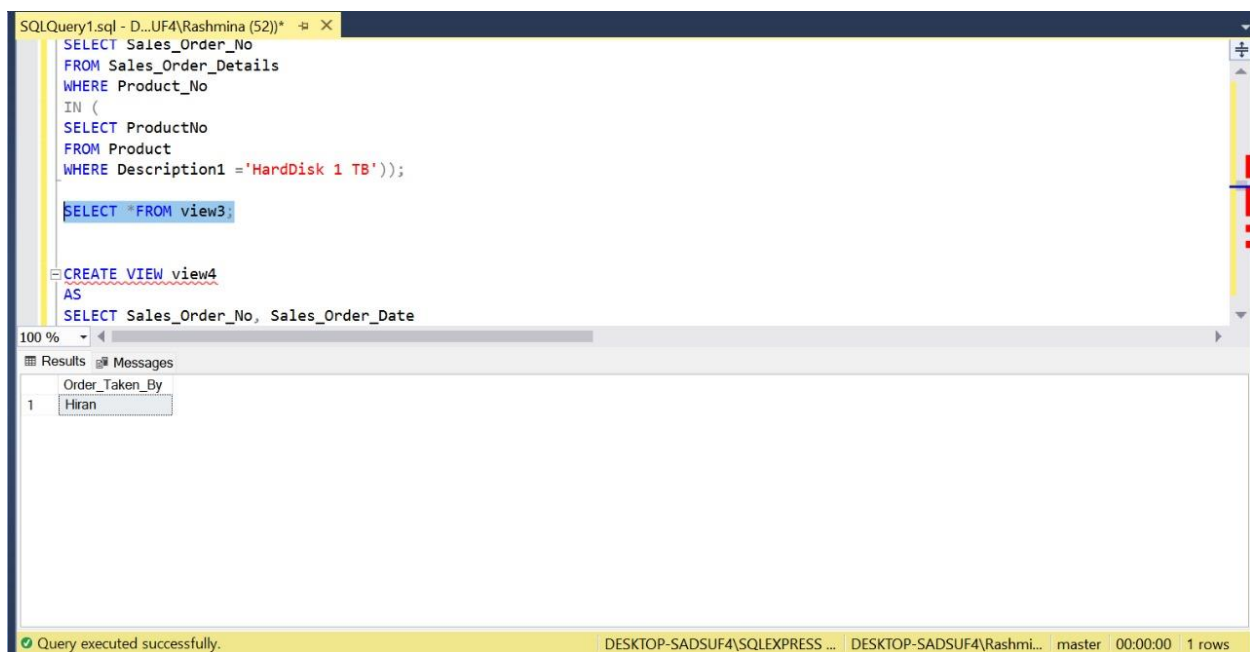 SQLQuery1.sql - D...UF4\Rashmina (52))*
SELECT Sales_Order_No
FROM Sales_Order_Details
WHERE Product_No
IN (
SELECT ProductNo
FROM Product
WHERE Description1 ='HardDisk 1 TB'));
SELECT *FROM view3;
CREATE VIEW view4
AS
SELECT Sales_Order_No, Sales_Order_Date
100 %
Results Messages
Order_Taken_By
1 Hiran
Query executed successfully. DESKTOP-SADSUF4\SQLEXPRESS ... DESKTOP-SADSUF4\Rashmi... master 00:00:00 1 rows